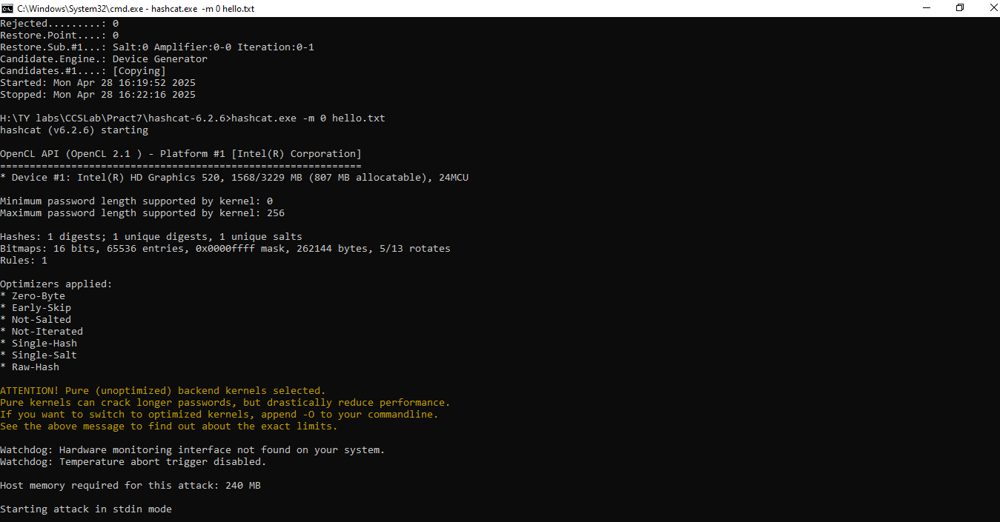 C:\Windows\System32\cmd.exe - hashcat.exe -m 0 hello.txt
Rejected.........: 0
Restore.Point....: 0
Restore.Sub.#1...: Salt:0 Amplifier:0-0 Iteration:0-1
Candidate.Engine.: Device Generator
Candidates.#1....: [Copying]
Started: Mon Apr 28 16:19:52 2025
Stopped: Mon Apr 28 16:22:16 2025
H:\TY labs\CCSLab\Pract7\hashcat-6.2.6>hashcat.exe -m 0 hello.txt
hashcat (v6.2.6) starting
OpenCL API (OpenCL 2.1 ) - Platform #1 [Intel(R) Corporation]
=============================================================
* Device #1: Intel(R) HD Graphics 520, 1568/3229 MB (807 MB allocatable), 24MCU
Minimum password length supported by kernel: 0
Maximum password length supported by kernel: 256
Hashes: 1 digests; 1 unique digests, 1 unique salts
Bitmaps: 16 bits, 65536 entries, 0x0000ffff mask, 262144 bytes, 5/13 rotates
Rules: 1
Optimizers applied:
* Zero-Byte
* Early-Skip
* Not-Salted
* Not-Iterated
* Single-Hash
* Single-Salt
* Raw-Hash
ATTENTION! Pure (unoptimized) backend kernels selected.
Pure kernels can crack longer passwords, but drastically reduce performance.
If you want to switch to optimized kernels, append -O to your commandline.
See the above message to find out about the exact limits.
Watchdog: Hardware monitoring interface not found on your system.
Watchdog: Temperature abort trigger disabled.
Host memory required for this attack: 240 MB
Starting attack in stdin mode